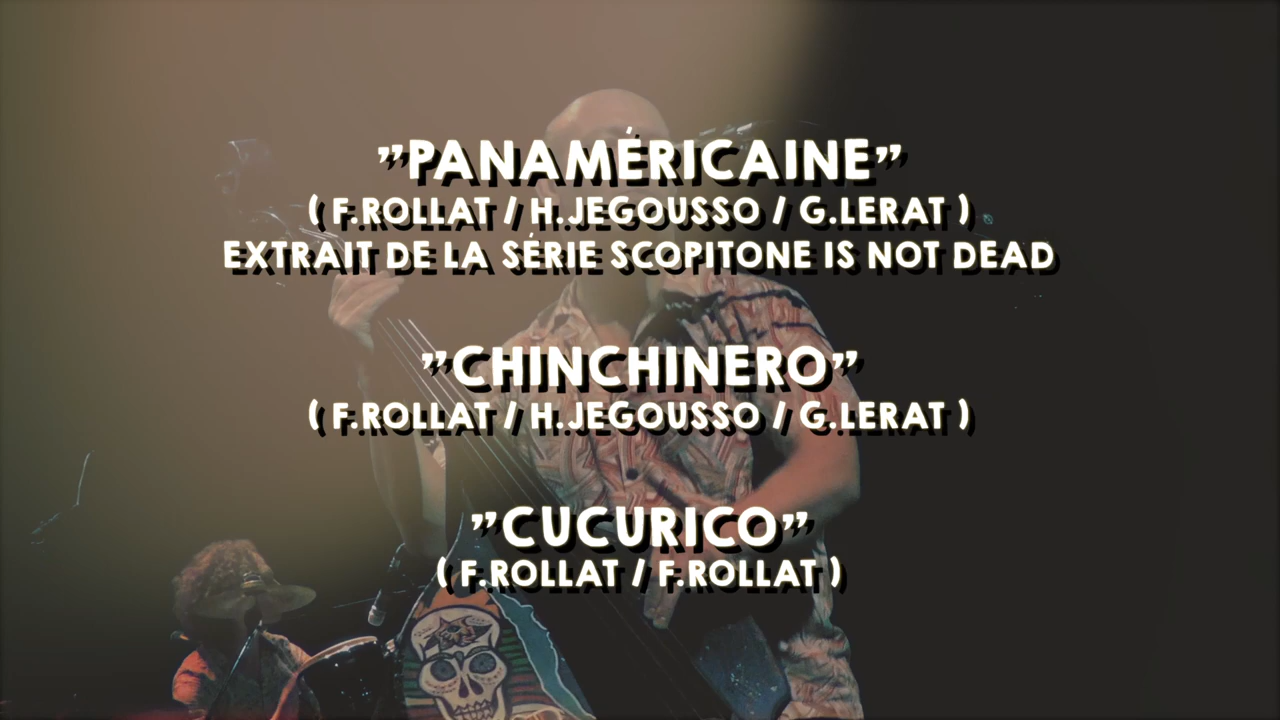 ”PANAMÉRICAINE”
( F.ROLLAT / H.JEGOUSSO / G.LERAT )
EXTRAIT DE LA SÉRIE SCOPITONE IS NOT DEAD
”CHINCHINERO”
( F.ROLLAT / H.JEGOUSSO / G.LERAT )
”CUCURICO”
( F.ROLLAT / F.ROLLAT )